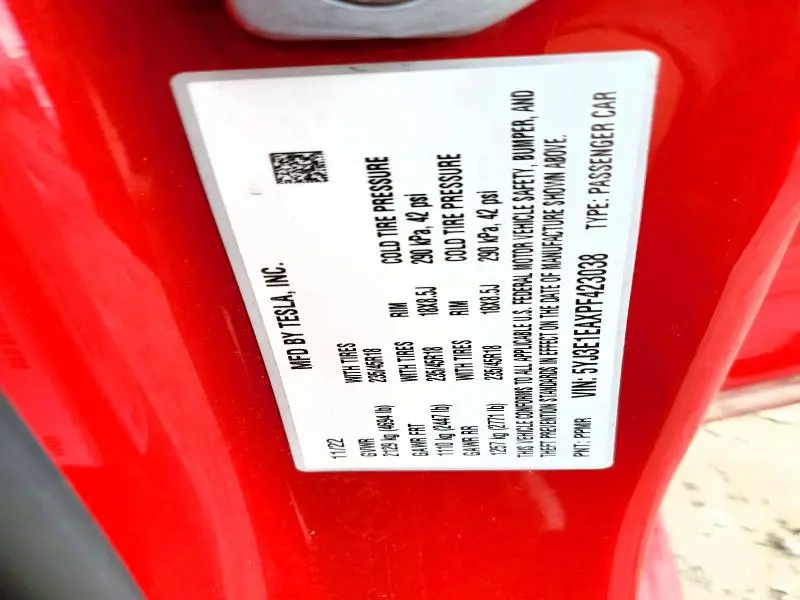 MFD BY TESLA, INC.
11/22
GVWR WITH TIRES RIM COLD TIRE PRESSURE
2129 kg (4694 lb) 235/45R18 18X8.5J 290 kPa, 42 psi
GAWR FRT WITH TIRES RIM COLD TIRE PRESSURE
1110 kg (2447 lb) 235/45R18 18X8.5J 290 kPa, 42 psi
GAWR RR WITH TIRES
1257 kg (2771 lb) 235/45R18
THIS VEHICLE CONFORMS TO ALL APPLICABLE U.S. FEDERAL MOTOR VEHICLE SAFETY, BUMPER, AND
THEFT PREVENTION STANDARDS IN EFFECT ON THE DATE OF MANUFACTURE SHOWN ABOVE.
PNT: PPMR VIN: 5YJ3E1EAXPF423038 TYPE: PASSENGER CAR